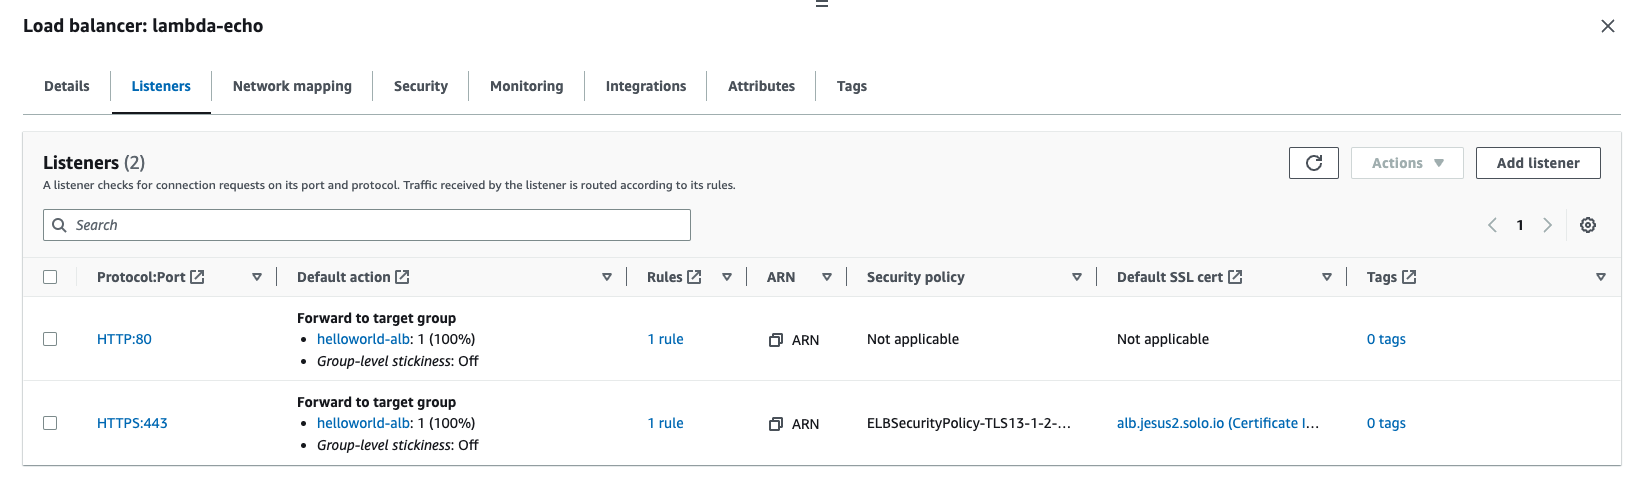 Load balancer: lambda-echo
Details
Listeners
Network mapping
Security
Monitoring
Integrations
Attributes
Tags
Listeners (2)
A listener checks for connection requests on its port and protocol. Traffic received by the listener is routed according to its rules.
Actions
Add listener
Search
1
Protocol:Port
Default action
Rules
ARN
Security policy
Default SSL cert
Tags
HTTP:80
Forward to target group
• helloworld-alb: 1 (100%)
• Group-level stickiness: Off
1 rule
ARN
Not applicable
Not applicable
0 tags
HTTPS:443
Forward to target group
• helloworld-alb: 1 (100%)
• Group-level stickiness: Off
1 rule
ARN
ELBSecurityPolicy-TLS13-1-2-...
alb.jesus2.solo.io (Certificate I...
0 tags